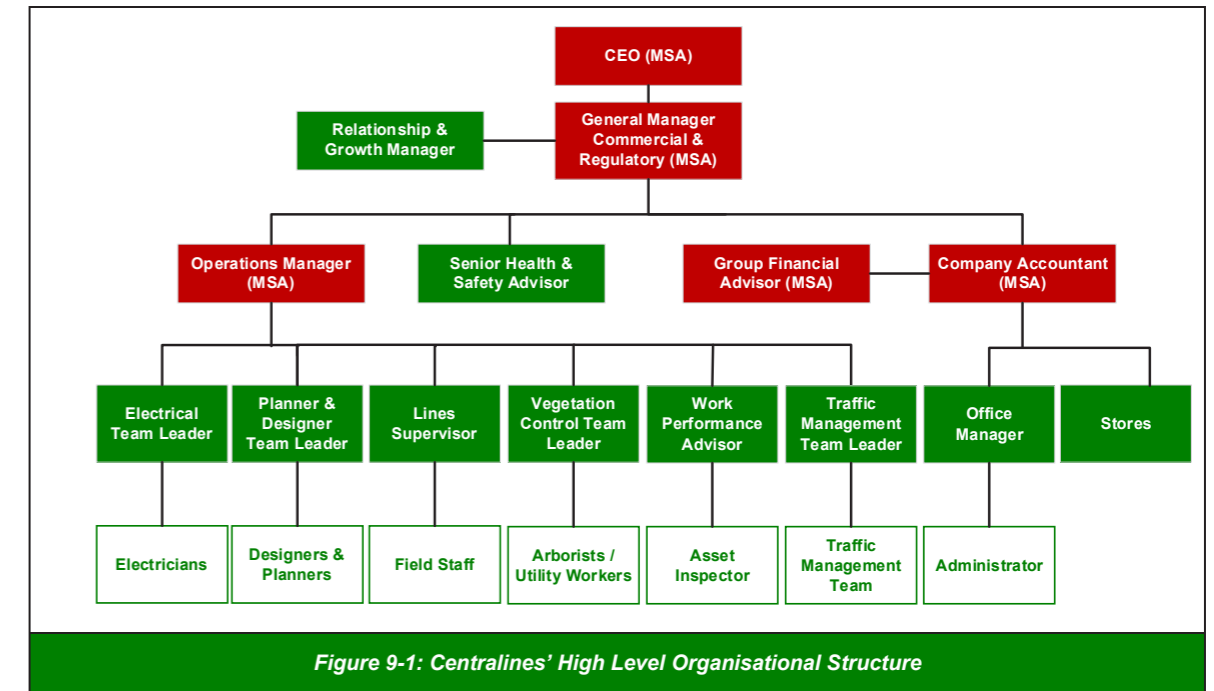 CEO (MSA)
General Manager
Commercial &
Regulatory (MSA)
Relationship &
Growth Manager
Operations Manager
(MSA)
Senior Health &
Safety Advisor
Group Financial
Advisor (MSA)
Company Accountant
(MSA)
Electrical
Team Leader
Planner &
Designer
Team Leader
Lines
Supervisor
Vegetation
Control Team
Leader
Work
Performance
Advisor
Traffic
Management
Team Leader
Office
Manager
Stores
Electricians
Designers &
Planners
Field Staff
Arborists /
Utility Workers
Asset
Inspector
Traffic
Management
Team
Administrator
Figure 9-1: Centralines' High Level Organisational Structure